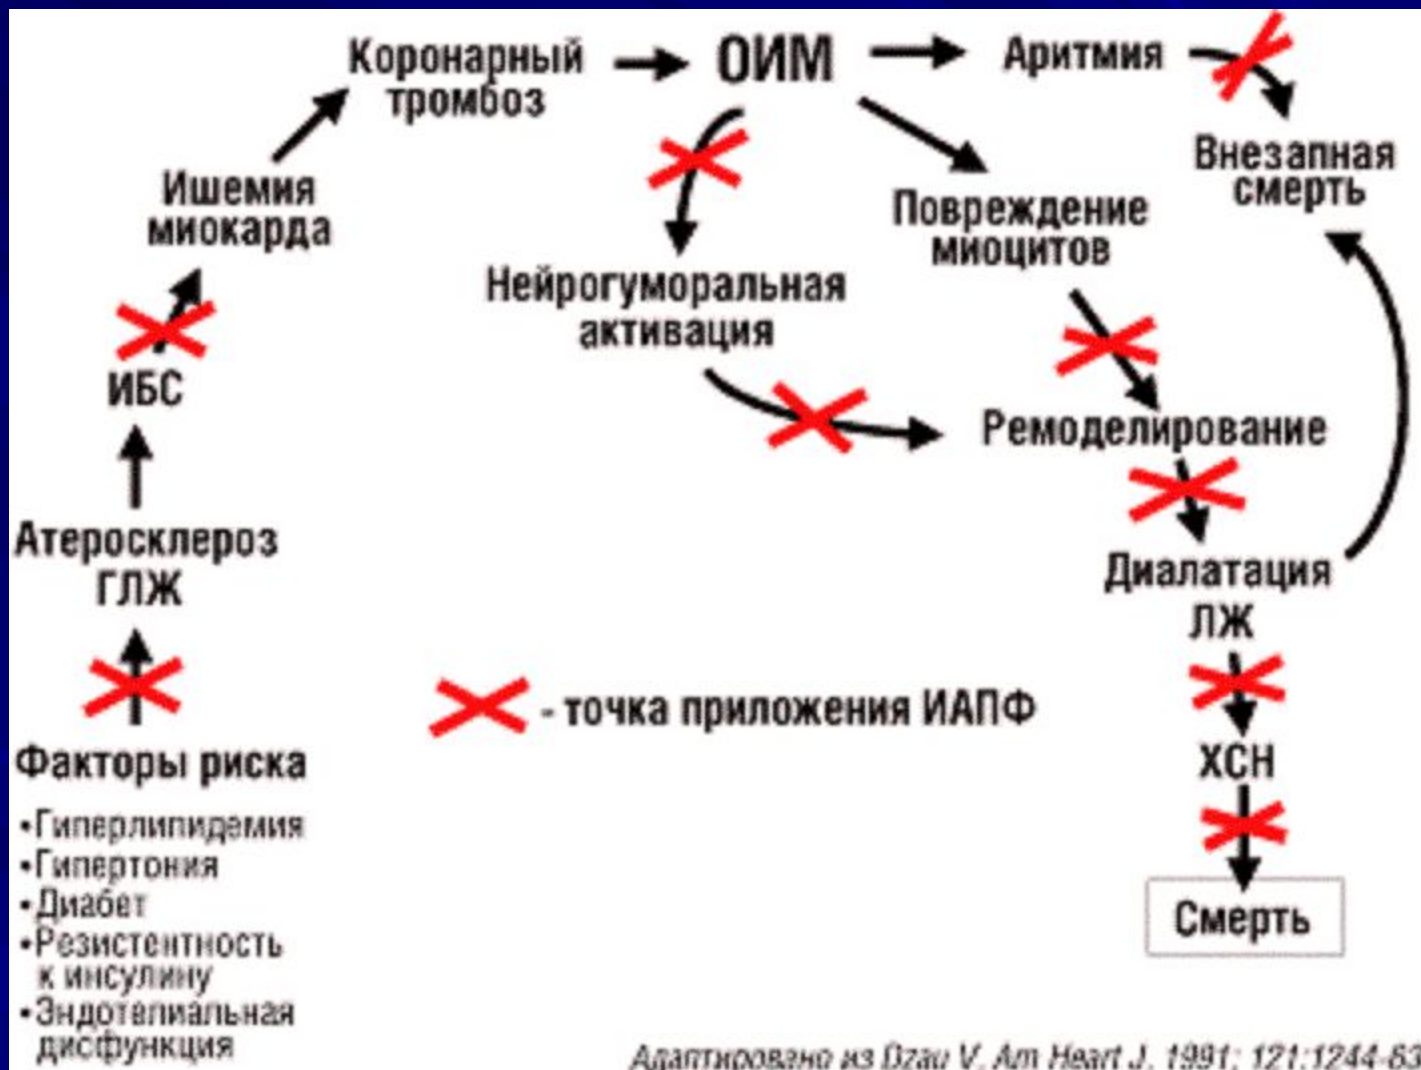 Коронарный
тромбоз
ОИМ
Аритмия
Внезапная
смерть
Ишемия
миокарда
Повреждение
миоцитов
Нейрогуморальная
активация
ИБС
Ремоделирование
Атеросклероз
ГЛЖ
Диалатация
ЛЖ
- точка приложения ИАПФ
Факторы риска
ХСН
•Гиперлипидемия
•Гипертония
•Диабет
•Резистентность
к инсулину
•Эндотелиальная
дисфункция
Смерть
Адаптировано из Dzau V. Am Heart J. 1991; 121:1244-63